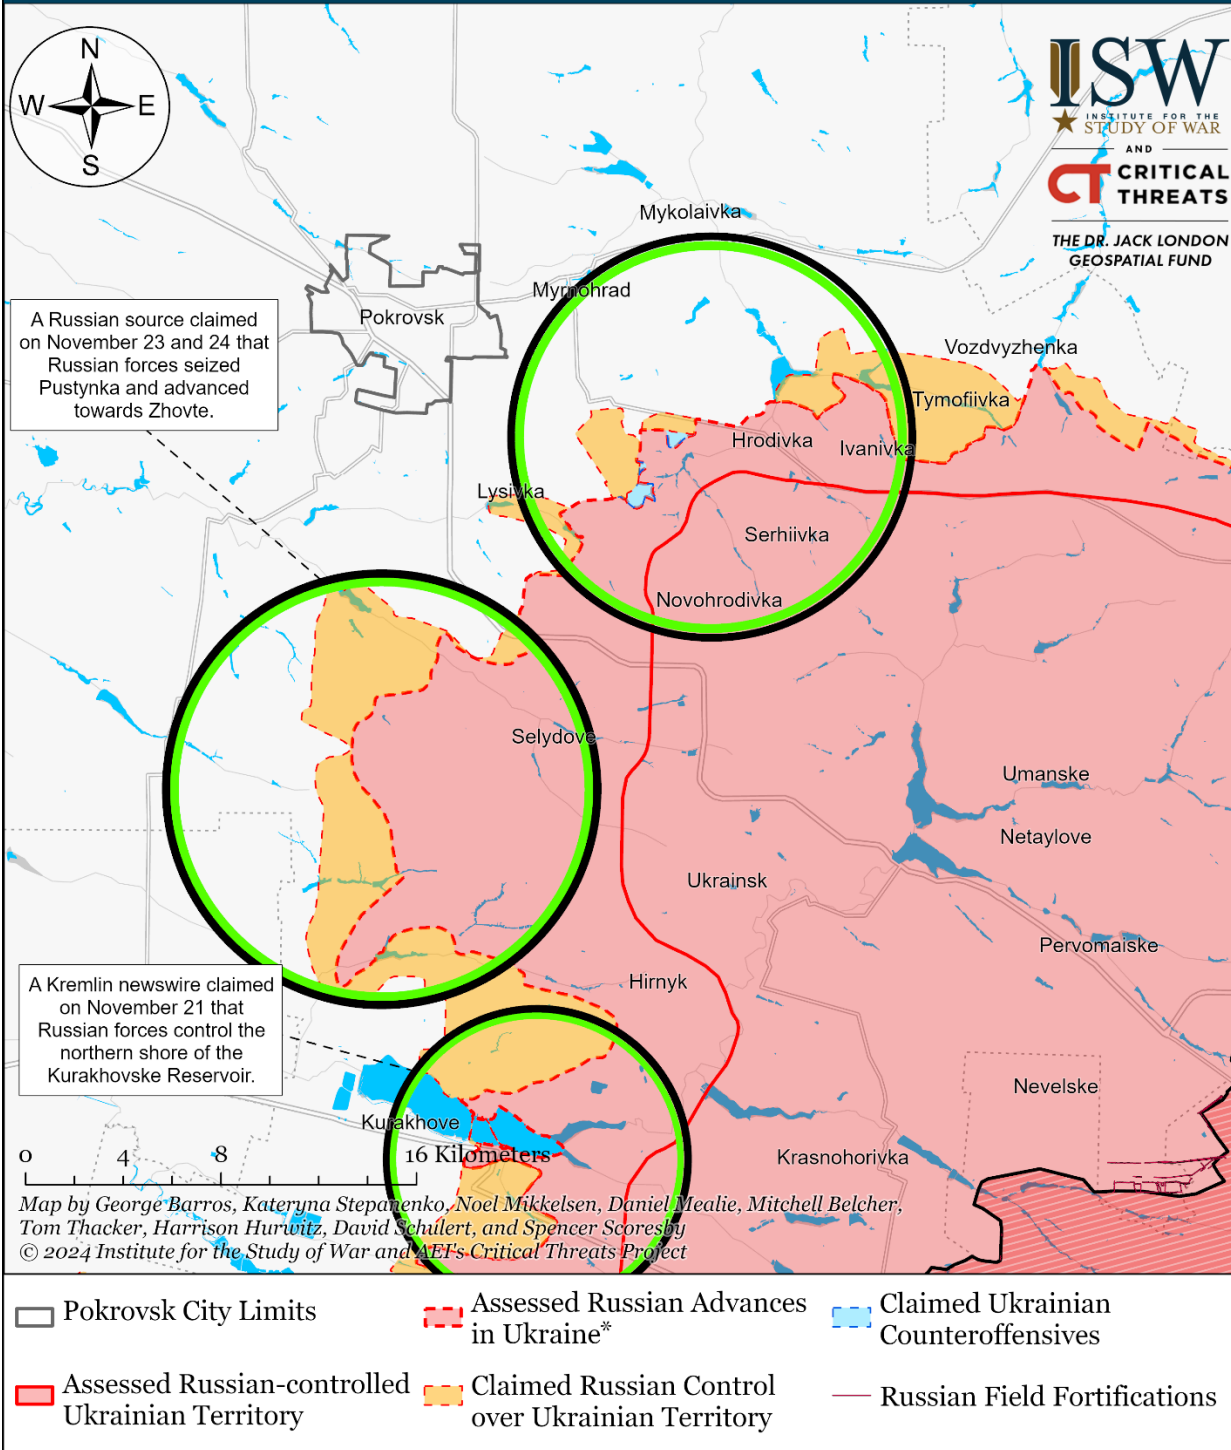 N
W E
S
ISW
INSTITUTE FOR THE
STUDY OF WAR
AND
CT CRITICAL
THREATS
THE DR. JACK LONDON
GEOSPATIAL FUND
Mykolaivka
Myrnohrad
Pokrovsk
A Russian source claimed
on November 23 and 24 that
Russian forces seized
Pustynka and advanced
towards Zhovte.
Vozdvyzhenka
Tymofiivka
Hrodivka
Ivanivka
Lysivka
Serhiivka
Novohrodivka
Selydove
Umanske
Netaylove
Ukrainsk
Pervomaiske
Hirnyk
A Kremlin newswire claimed
on November 21 that
Russian forces control the
northern shore of the
Kurakhovske Reservoir.
Nevelske
Kurakhove
Krasnohorivka
0 4 8 16 Kilometers
Map by George Barros, Kateryna Stepanenko, Noel Mikkelsen, Daniel Mealie, Mitchell Belcher,
Tom Thacker, Harrison Hurwitz, David Schulert, and Spencer Scoresby
© 2024 Institute for the Study of War and AEI's Critical Threats Project
Pokrovsk City Limits
Assessed Russian Advances
in Ukraine*
Claimed Ukrainian
Counteroffensives
Assessed Russian-controlled
Ukrainian Territory
Claimed Russian Control
over Ukrainian Territory
Russian Field Fortifications